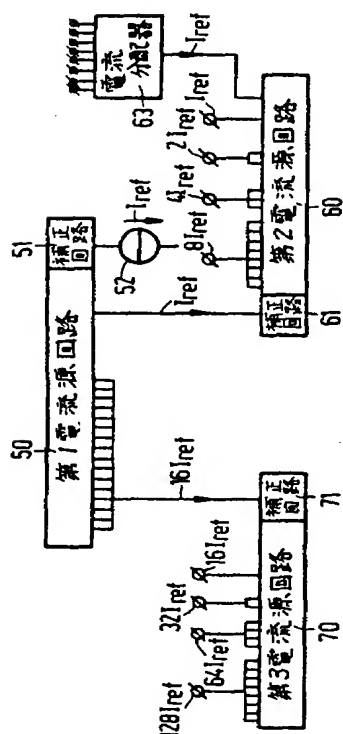 50
第1電流源回路
51
補正回路
52
Iref
Iref
16Iref
電流分配器
63
Iref
8Iref
4Iref
2Iref
Iref
61
補正回路
第2電流源回路
60
128Iref
64Iref
32Iref
16Iref
第3電流源回路
70
補正回路
71